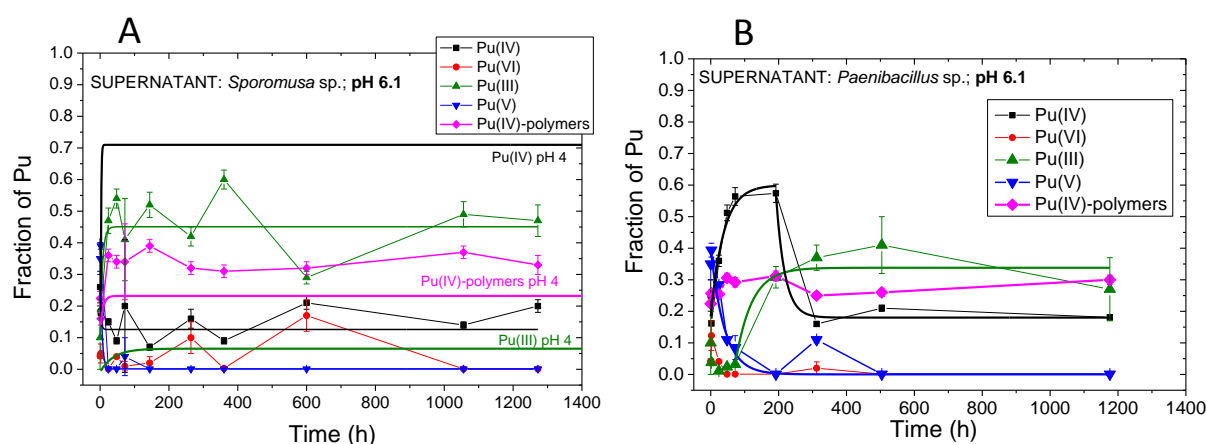 A
Pu(IV)
Pu(VI)
Pu(III)
Pu(V)
Pu(IV)-polymers
SUPERNATANT: Sporomusa sp.; pH 6.1
Pu(IV) pH 4
Pu(IV)-polymers pH 4
Pu(III) pH 4
1.0
0.9
0.8
0.7
0.6
0.5
0.4
0.3
0.2
0.1
0.0
Fraction of Pu
0 200 400 600 800 1000 1200 1400
Time (h)
B
SUPERNATANT: Paenibacillus sp.; pH 6.1
Pu(IV)
Pu(VI)
Pu(III)
Pu(V)
Pu(IV)-polymers
1.0
0.9
0.8
0.7
0.6
0.5
0.4
0.3
0.2
0.1
0.0
Fraction of Pu
0 200 400 600 800 1000 1200 1400
Time (h)